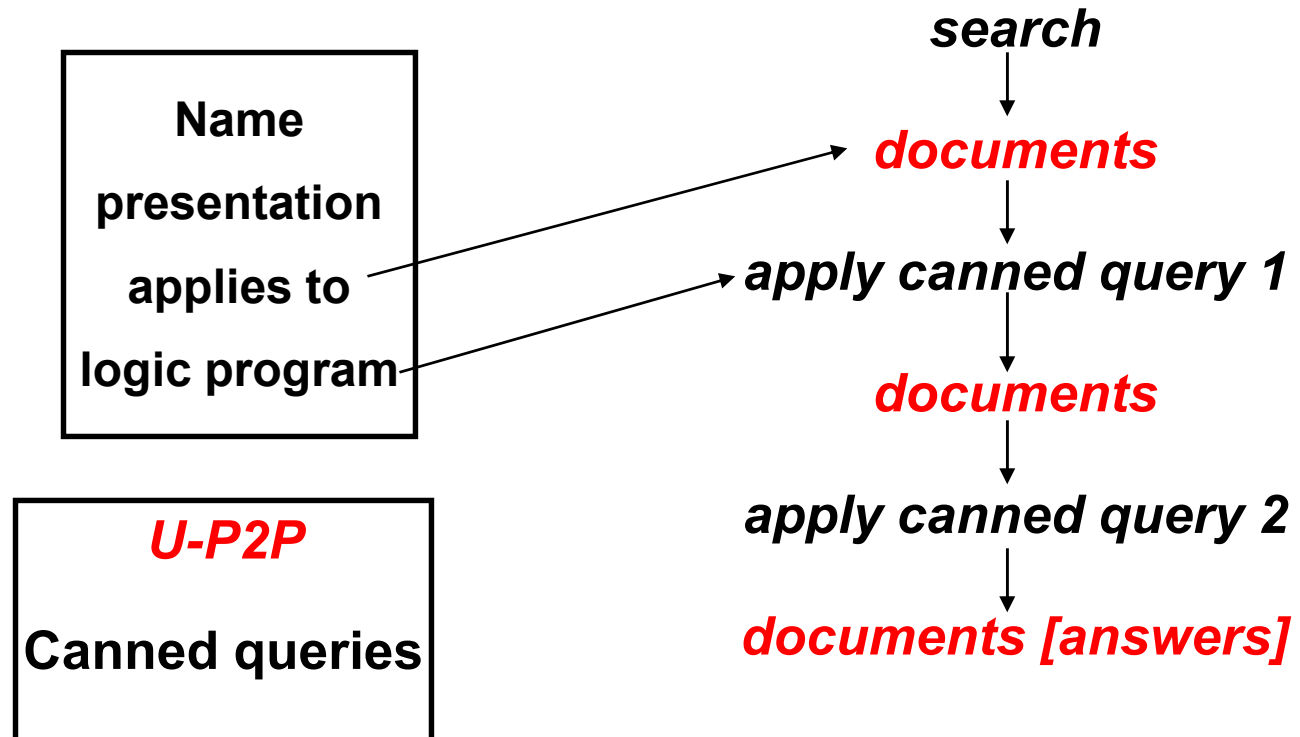 Name
presentation
applies to
logic program
U-P2P
Canned queries
search
documents
apply canned query 1
documents
apply canned query 2
documents [answers]